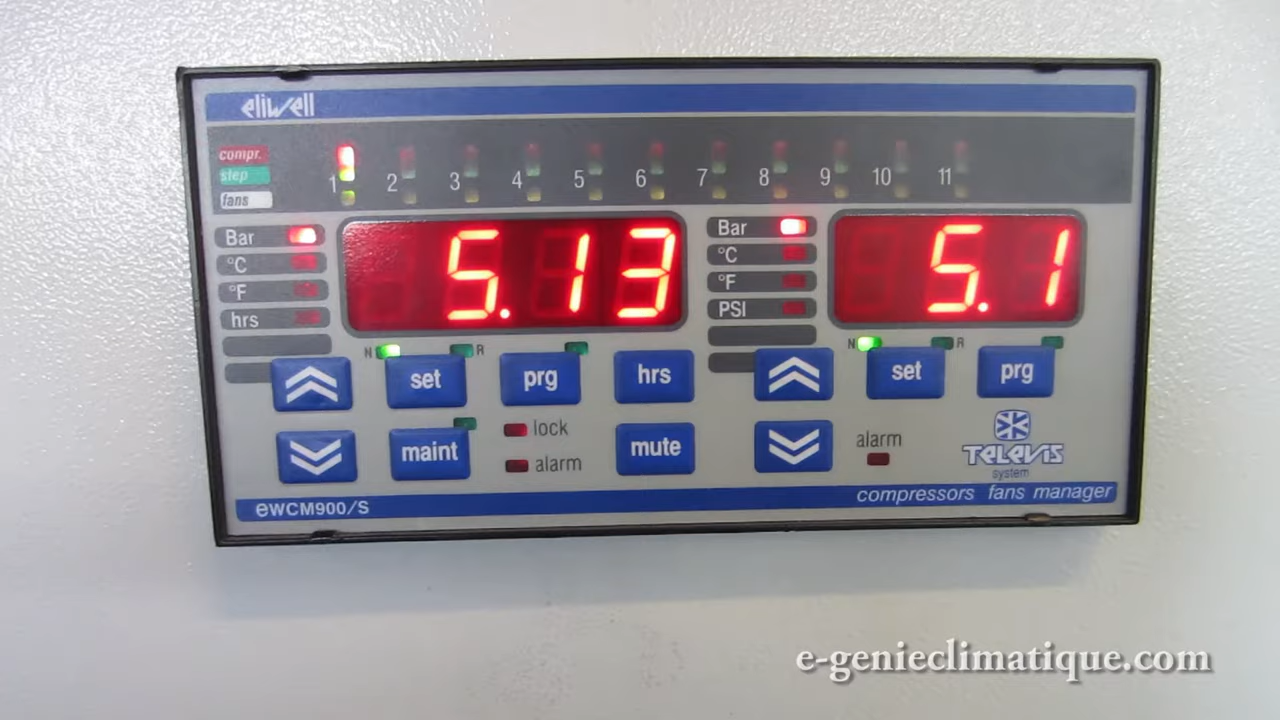 eliwell
compr.
step
fans
1 2 3 4 5 6 7 8 9 10 11
Bar
°C
°F
hrs
5.13
Bar
°C
°F
PSI
5.1
N R
N R
set prg hrs
set prg
maint
lock
alarm
mute
alarm
TELEVIS
system
compressors fans manager
eWCM900/S
e-genieclimatique.com